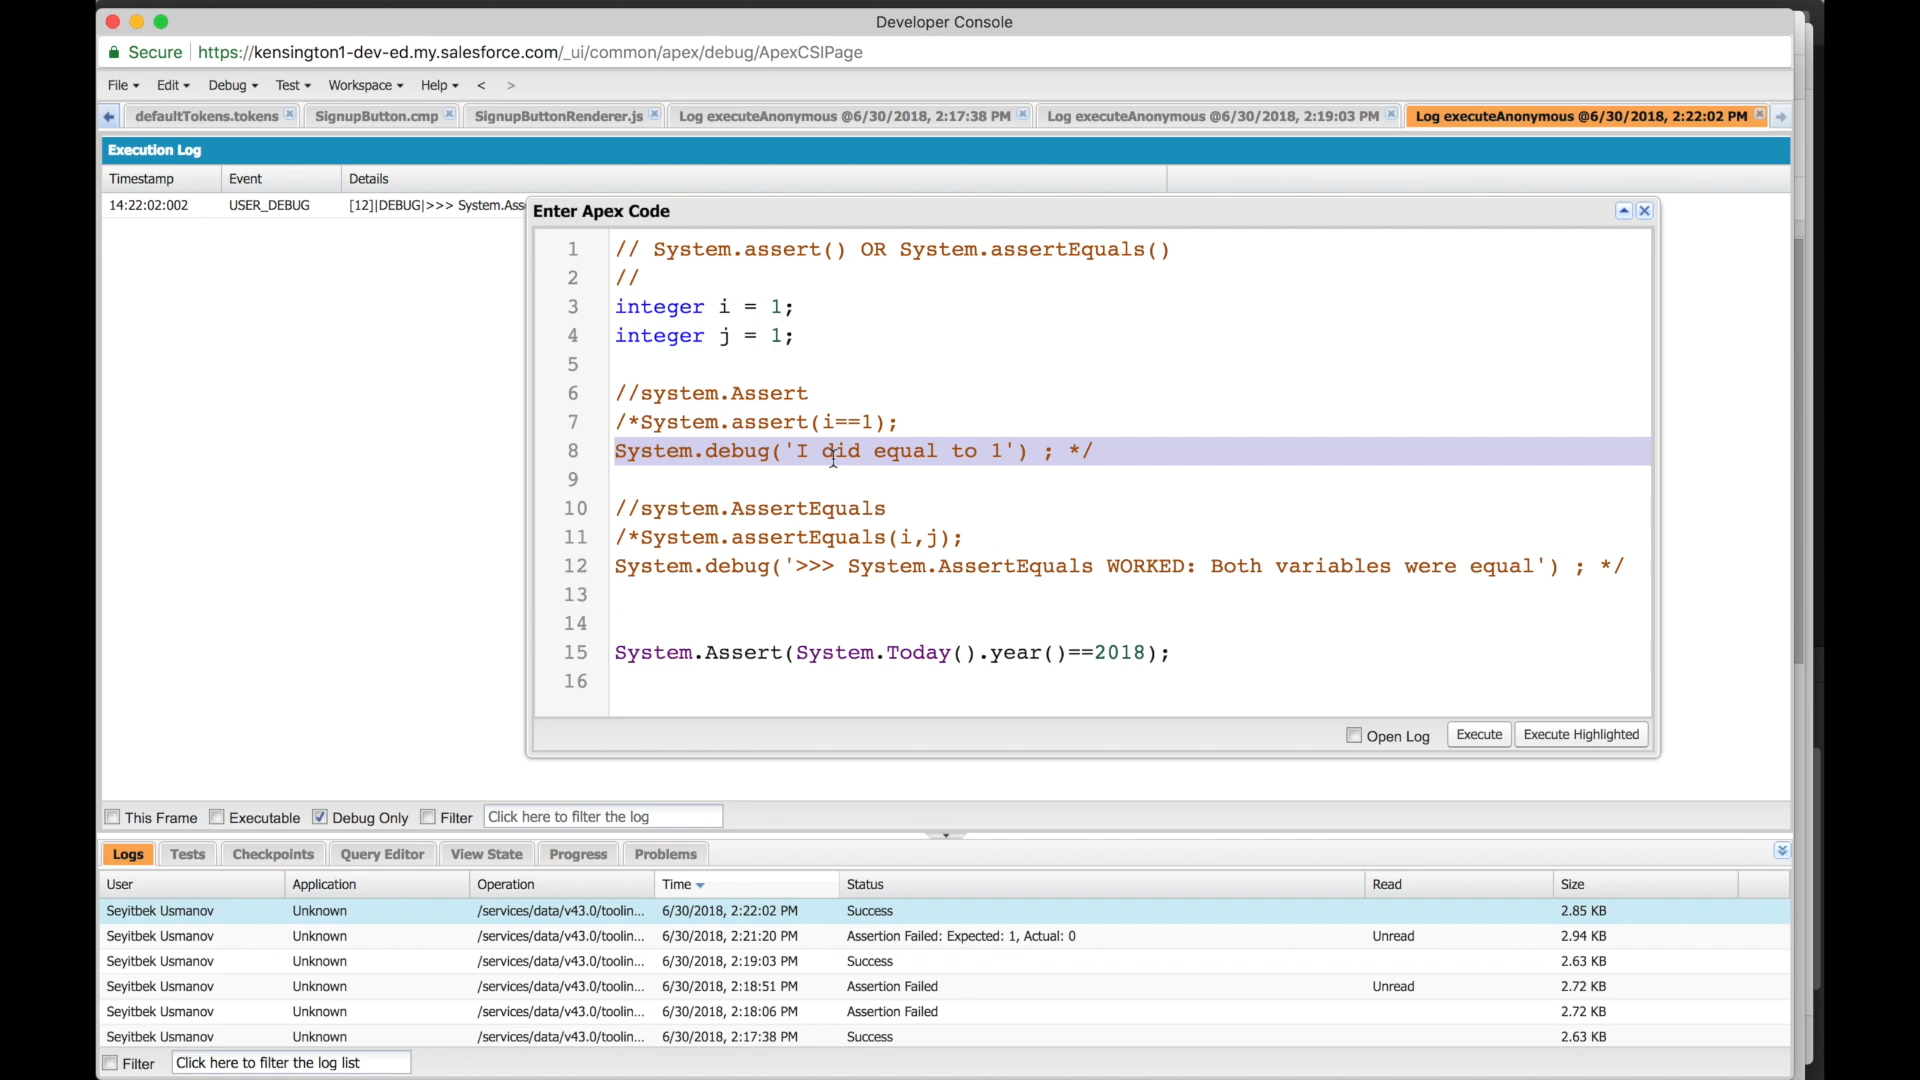 Developer Console
Secure https://kensington1-dev-ed.my.salesforce.com/_ui/common/apex/debug/ApexCSIPage
File Edit Debug Test Workspace Help < >
defaultTokens.tokens SignupButton.cmp SignupButtonRenderer.js Log executeAnonymous @6/30/2018, 2:17:38 PM Log executeAnonymous @6/30/2018, 2:19:03 PM Log executeAnonymous @6/30/2018, 2:22:02 PM
Execution Log
Timestamp Event Details
14:22:02:002 USER_DEBUG [12]|DEBUG|>>> System.Ass
Enter Apex Code
1 // System.assert() OR System.assertEquals()
2 //
3 integer i = 1;
4 integer j = 1;
5
6 //system.Assert
7 /*System.assert(i==1);
8 System.debug('I did equal to 1') ; */
9
10 //system.AssertEquals
11 /*System.assertEquals(i,j);
12 System.debug('>>> System.AssertEquals WORKED: Both variables were equal') ; */
13
14
15 System.Assert(System.Today().year()==2018);
16
Open Log Execute Execute Highlighted
This Frame Executable Debug Only Filter Click here to filter the log
Logs Tests Checkpoints Query Editor View State Progress Problems
User Application Operation Time Status Read Size
Seyitbek Usmanov Unknown /services/data/v43.0/toolin... 6/30/2018, 2:22:02 PM Success 2.85 KB
Seyitbek Usmanov Unknown /services/data/v43.0/toolin... 6/30/2018, 2:21:20 PM Assertion Failed: Expected: 1, Actual: 0 Unread 2.94 KB
Seyitbek Usmanov Unknown /services/data/v43.0/toolin... 6/30/2018, 2:19:03 PM Success 2.63 KB
Seyitbek Usmanov Unknown /services/data/v43.0/toolin... 6/30/2018, 2:18:51 PM Assertion Failed Unread 2.72 KB
Seyitbek Usmanov Unknown /services/data/v43.0/toolin... 6/30/2018, 2:18:06 PM Assertion Failed 2.72 KB
Seyitbek Usmanov Unknown /services/data/v43.0/toolin... 6/30/2018, 2:17:38 PM Success 2.63 KB
Filter Click here to filter the log list